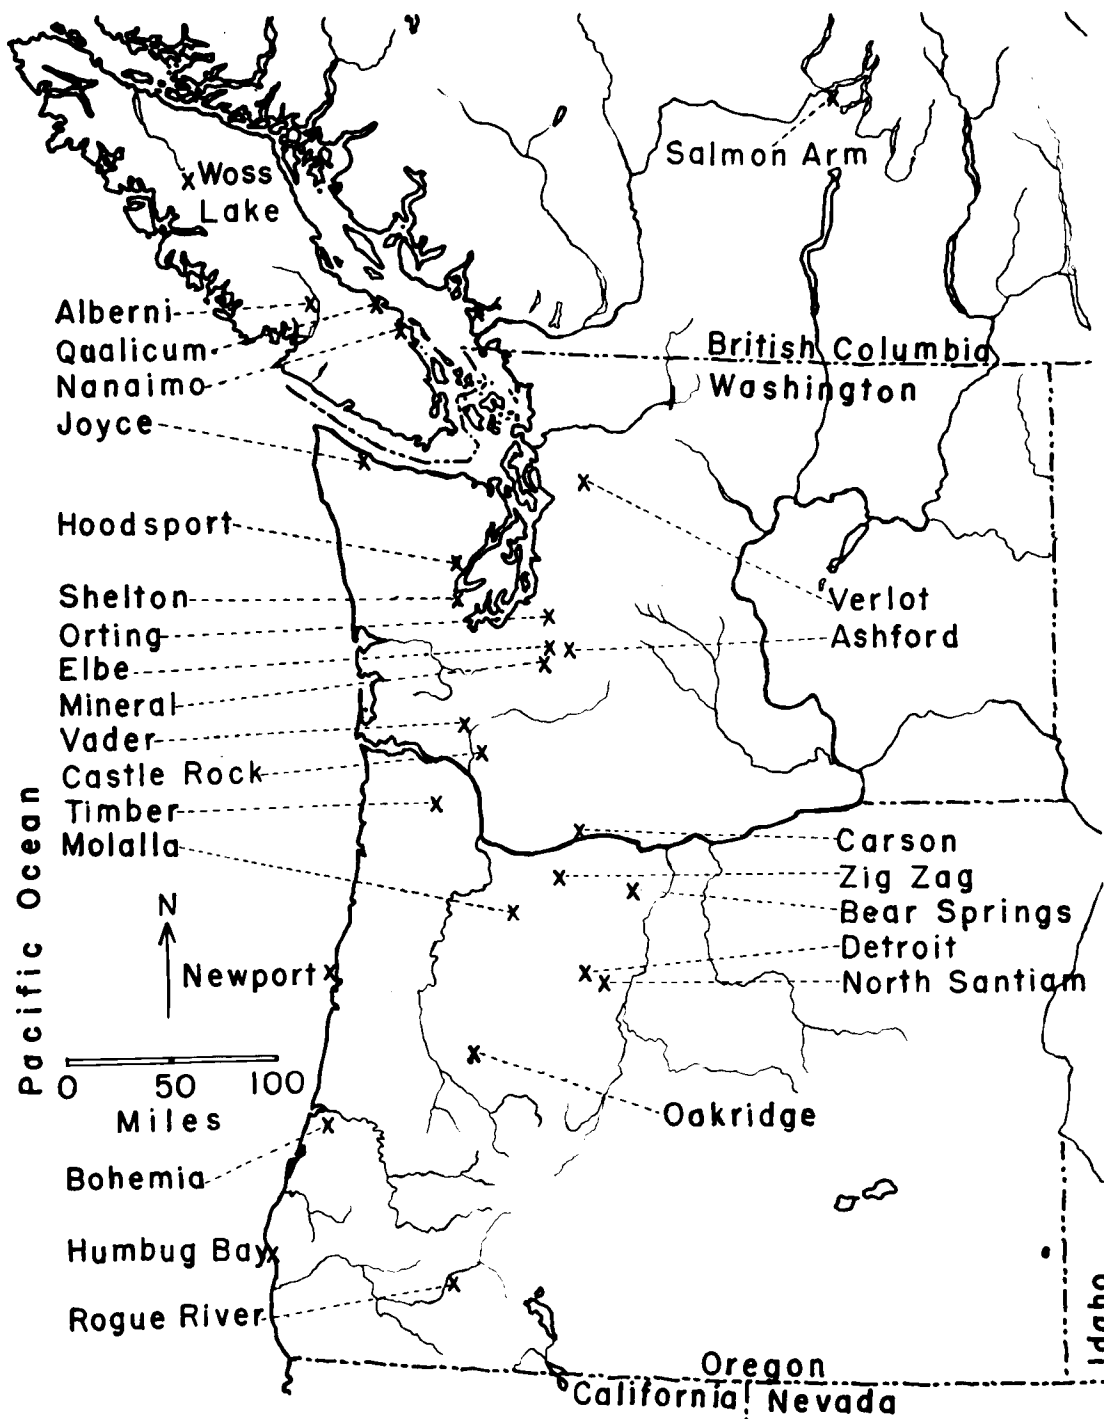 Salmon Arm
Woss
Lake
Alberni
Qualicum
Nanaimo
Joyce
British Columbia
Washington
Hoodsport
Shelton
Orting
Elbe
Mineral
Vader
Castle Rock
Timber
Molalla
Verlot
Ashford
Carson
Zig Zag
Bear Springs
Detroit
North Santiam
Pacific Ocean
N
Newport
0 50 100
Miles
Oakridge
Bohemia
Humbug Bay
Rogue River
Idaho
Oregon
California
Nevada